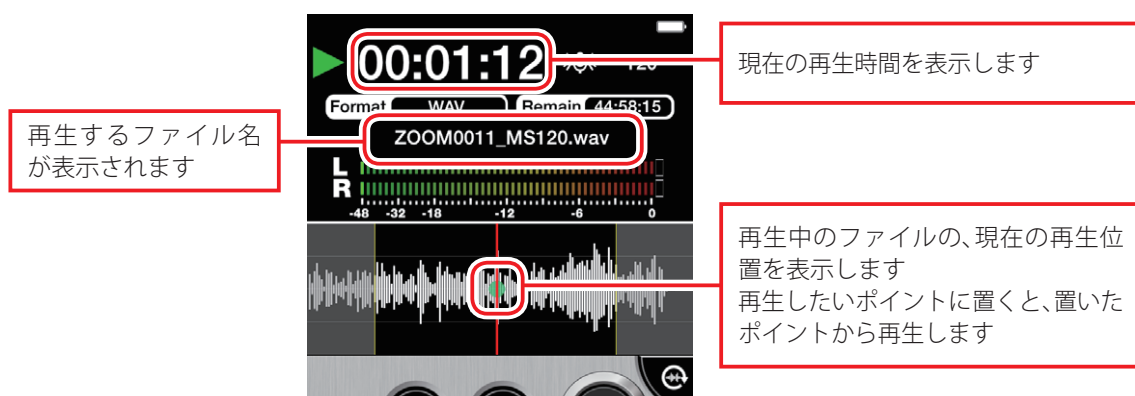 00:01:12
120
現在の再生時間を表示します
Format WAV Remain 44:58:15
再生するファイル名
が表示されます
ZOOM0011_MS120.wav
L
R
-48 -32 -18 -12 -6 0
再生中のファイルの、現在の再生位
置を表示します
再生したいポイントに置くと、置いた
ポイントから再生します